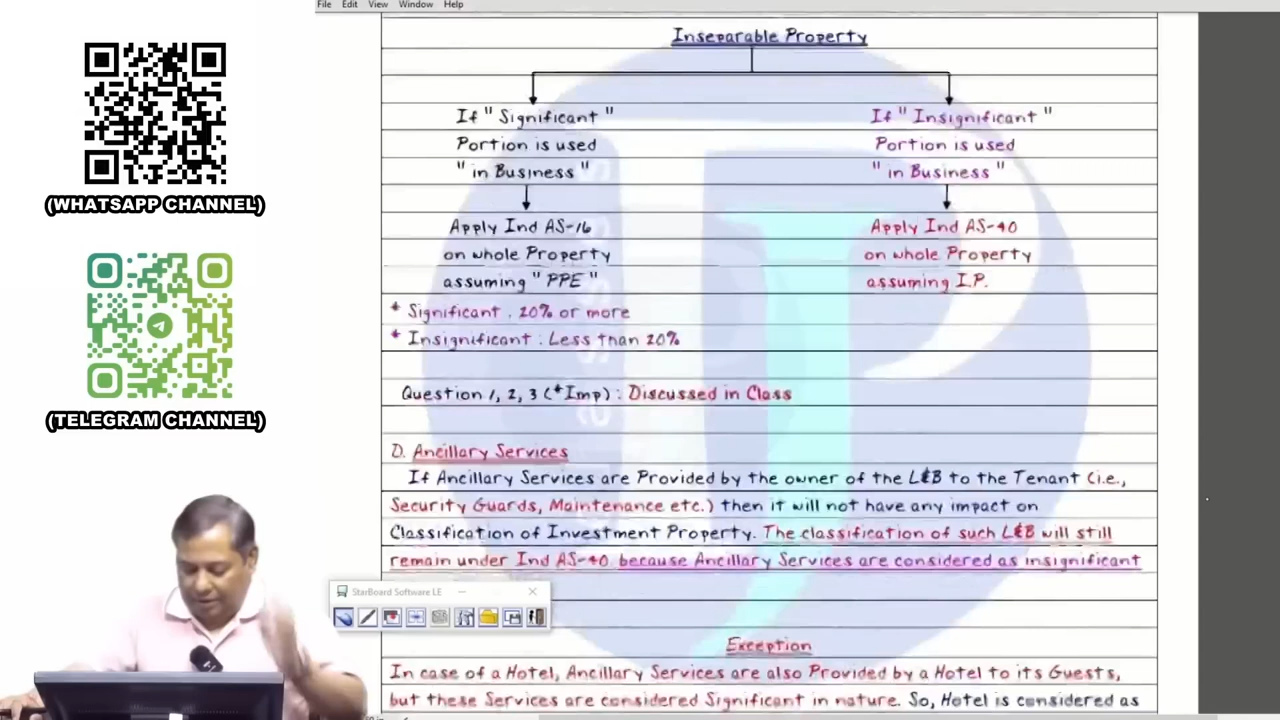 File Edit View Window Help
Inseparable Property
If " Significant "
Portion is used
" in Business "
Apply Ind AS-16
on whole Property
assuming " PPE "
If " Insignificant "
Portion is used
" in Business "
Apply Ind AS-40
on whole Property
assuming I.P.
* Significant : 20% or more
* Insignificant : Less than 20%
Question 1, 2, 3 (*Imp) : Discussed in Class
D. Ancillary Services
If Ancillary Services are Provided by the owner of the L&B to the Tenant (i.e.,
Security Guards, Maintenance etc.) then it will not have any impact on
Classification of Investment Property. The classification of such L&B will still
remain under Ind AS-40 because Ancillary Services are considered as insignificant
Exception
In case of a Hotel, Ancillary Services are also Provided by a Hotel to its Guests,
but these Services are considered Significant in nature. So, Hotel is considered as
(WHATSAPP CHANNEL)
(TELEGRAM CHANNEL)
StarBoard Software LE